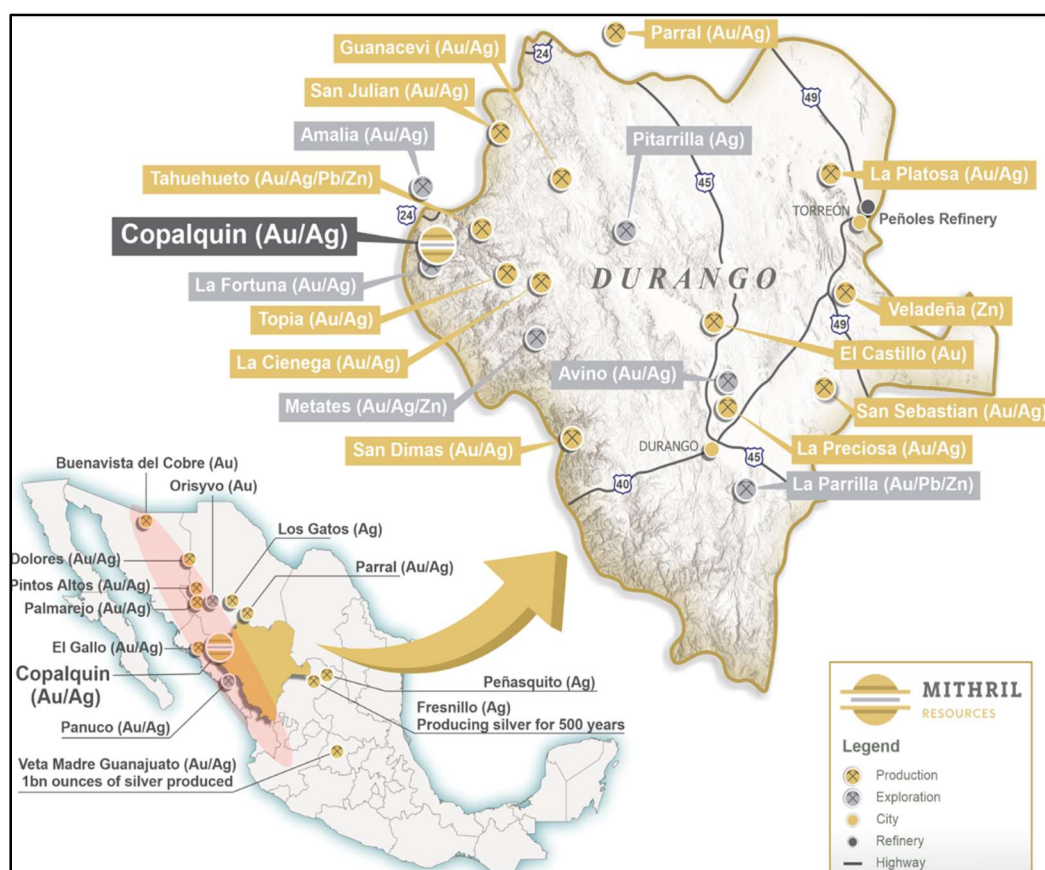 24
Parral (Au/Ag)
Guanacevi (Au/Ag)
San Julian (Au/Ag)
49
Amalia (Au/Ag)
Pitarrilla (Ag)
Tahuehueto (Au/Ag/Pb/Zn)
45
La Platosa (Au/Ag)
24
TORREÓN
Peñoles Refinery
Copalquin (Au/Ag)
La Fortuna (Au/Ag)
DURANGO
Topia (Au/Ag)
Veladeña (Zn)
49
La Cienega (Au/Ag)
El Castillo (Au)
Avino (Au/Ag)
Metates (Au/Ag/Zn)
San Sebastian (Au/Ag)
San Dimas (Au/Ag)
DURANGO
La Preciosa (Au/Ag)
45
40
La Parrilla (Au/Pb/Zn)
Buenavista del Cobre (Au)
Orisyvo (Au)
Los Gatos (Ag)
Dolores (Au/Ag)
Parral (Au/Ag)
Pintos Altos (Au/Ag)
Palmarejo (Au/Ag)
El Gallo (Au/Ag)
Copalquin
(Au/Ag)
Peñasquito (Ag)
Fresnillo (Ag)
Producing silver for 500 years
Panuco (Au/Ag)
Veta Madre Guanajuato (Au/Ag)
1bn ounces of silver produced
MITHRIL
RESOURCES
Legend
Production
Exploration
City
Refinery
Highway